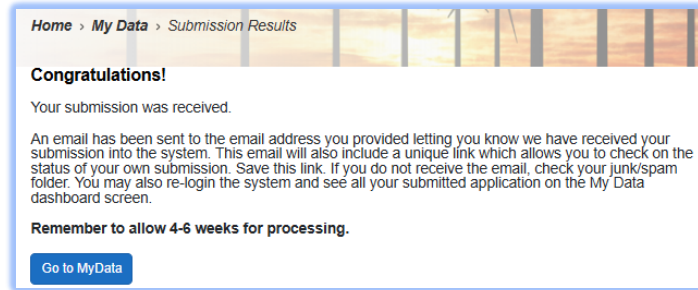 Home › My Data › Submission Results
Congratulations!
Your submission was received.
An email has been sent to the email address you provided letting you know we have received your
submission into the system. This email will also include a unique link which allows you to check on the
status of your own submission. Save this link. If you do not receive the email, check your junk/spam
folder. You may also re-login the system and see all your submitted application on the My Data
dashboard screen.
Remember to allow 4-6 weeks for processing.
Go to MyData